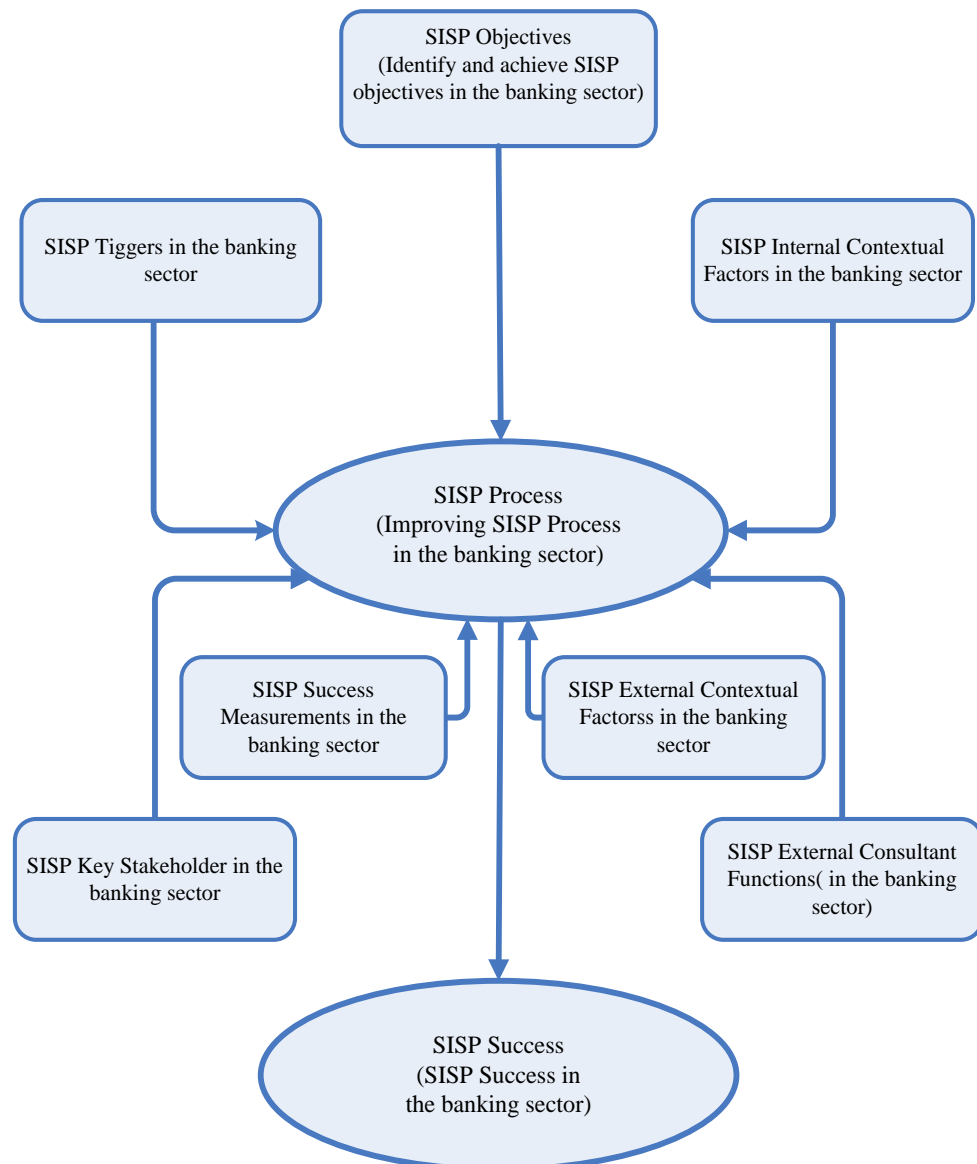 SISP Objectives
(Identify and achieve SISP
objectives in the banking sector)
SISP Tiggers in the banking
sector
SISP Internal Contextual
Factors in the banking sector
SISP Process
(Improving SISP Process
in the banking sector)
SISP Success
Measurements in the
banking sector
SISP External Contextual
Factorss in the banking
sector
SISP Key Stakeholder in the
banking sector
SISP External Consultant
Functions( in the banking
sector)
SISP Success
(SISP Success in
the banking sector)